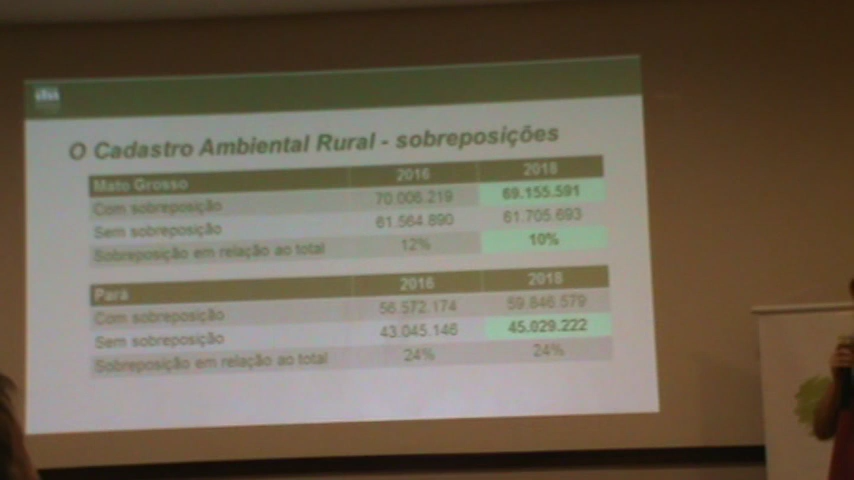 O Cadastro Ambiental Rural - sobreposições
Mato Grosso 2016 2018
Com sobreposição 70.006.219 69.155.591
Sem sobreposição 61.564.890 61.705.693
Sobreposição em relação ao total 12% 10%
Pará 2016 2018
Com sobreposição 56.572.174 59.846.579
Sem sobreposição 43.045.146 45.029.222
Sobreposição em relação ao total 24% 24%